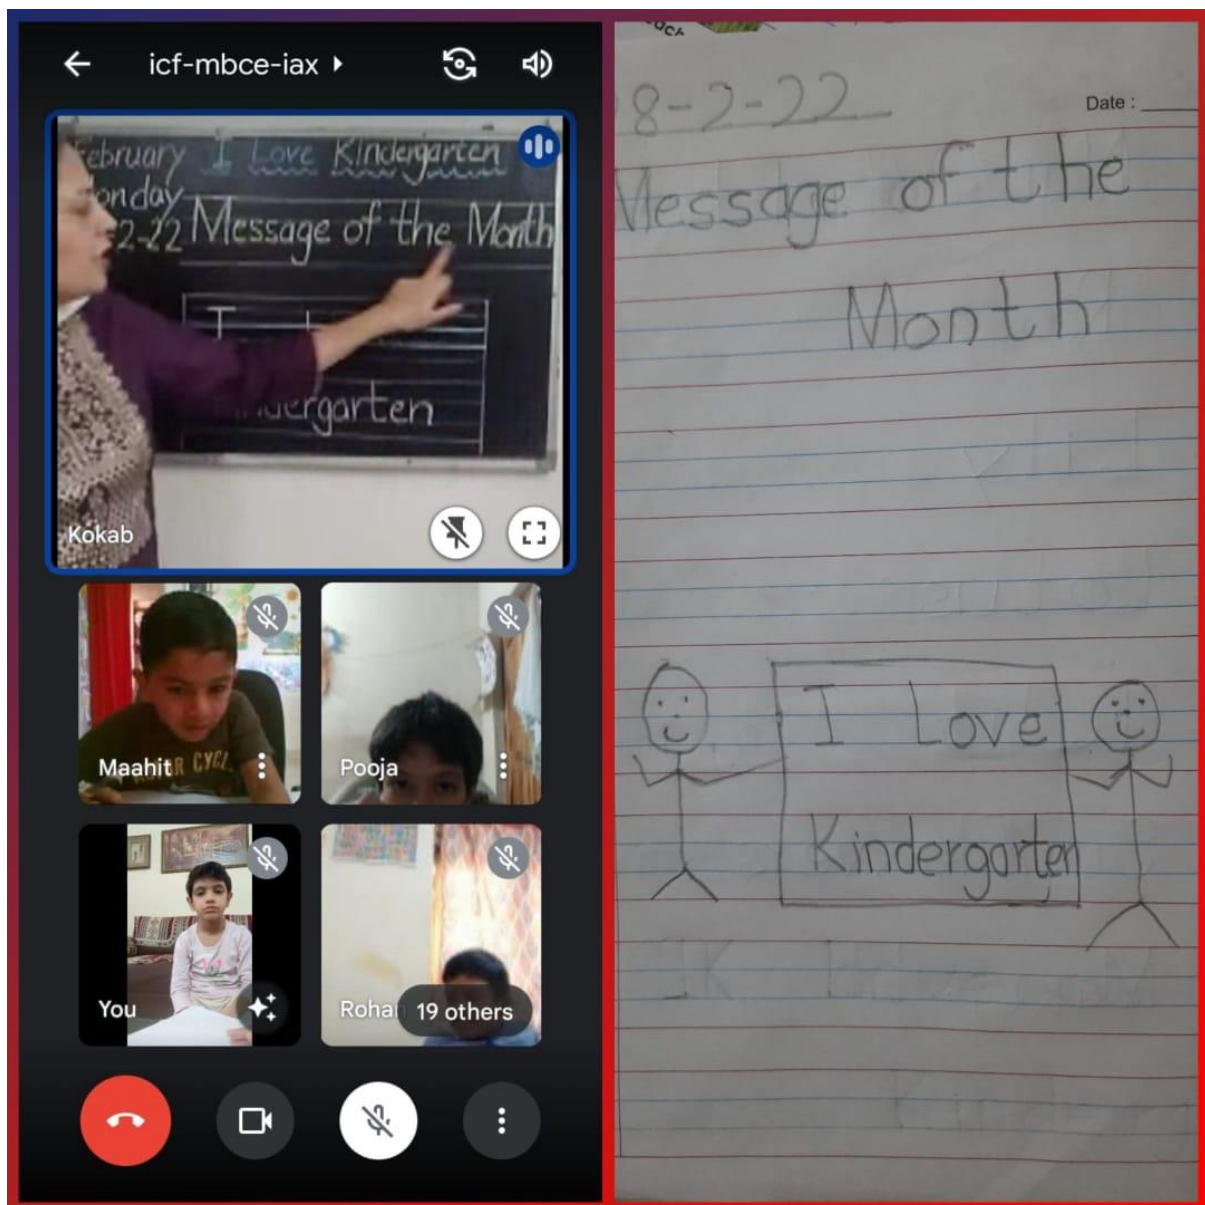 icf-mbce-iax
February I Love Kindergarten
Monday
2-22 Message of the Month
I
Kindergarten
Kokab
Maahit
Pooja
You
19 others
8-2-22
Date :
Message of the
Month
I Love
Kindergarten